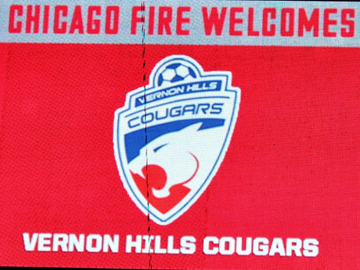 CHICAGO FIRE WELCOMES
VERNON HILLS
COUGARS
VERNON HILLS COUGARS